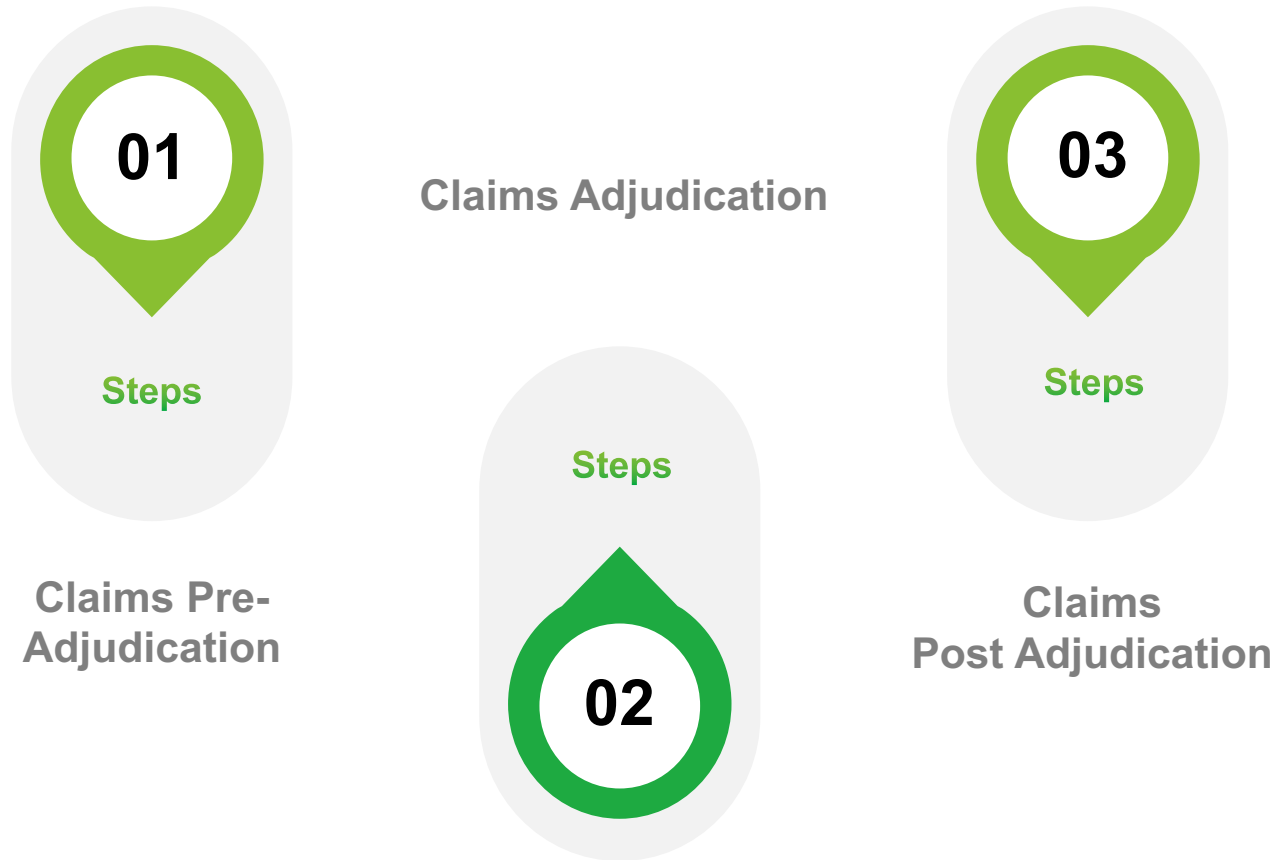 01
Steps
Claims Pre-
Adjudication
Claims Adjudication
Steps
02
03
Steps
Claims
Post Adjudication